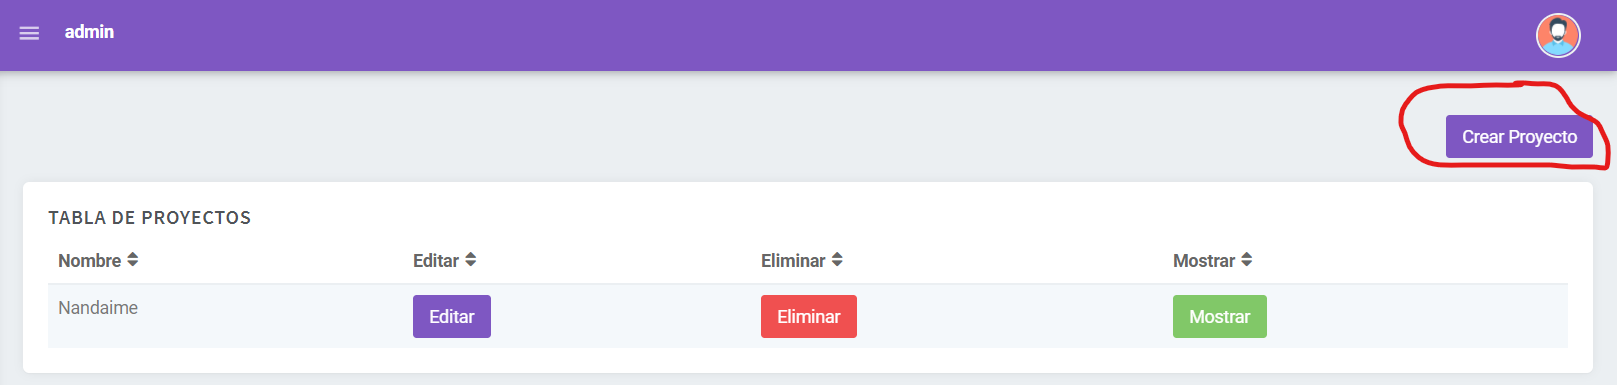 admin
Crear Proyecto
TABLA DE PROYECTOS
Nombre Editar Eliminar Mostrar
Nandaime Editar Eliminar Mostrar